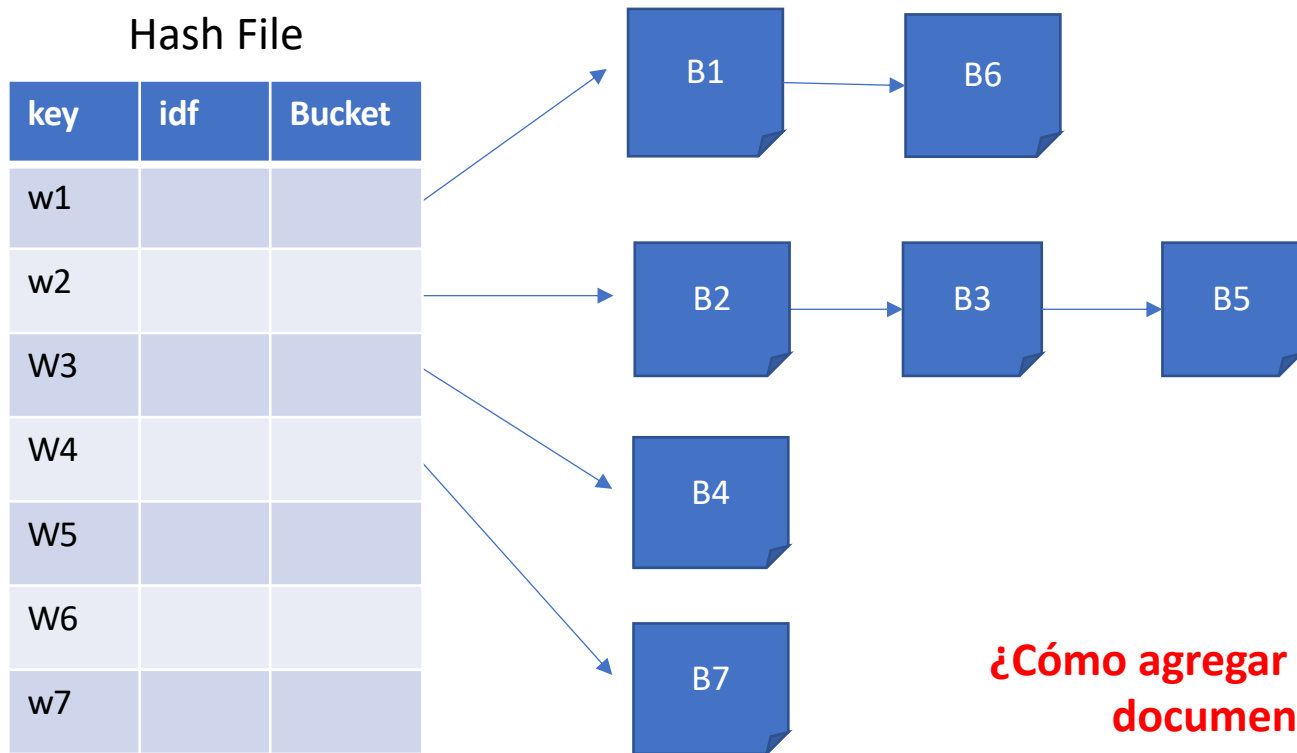 Hash File
key idf Bucket
w1
w2
W3
W4
W5
W6
w7
B1 B6
B2 B3 B5
B4
B7
¿Cómo agregar
documen